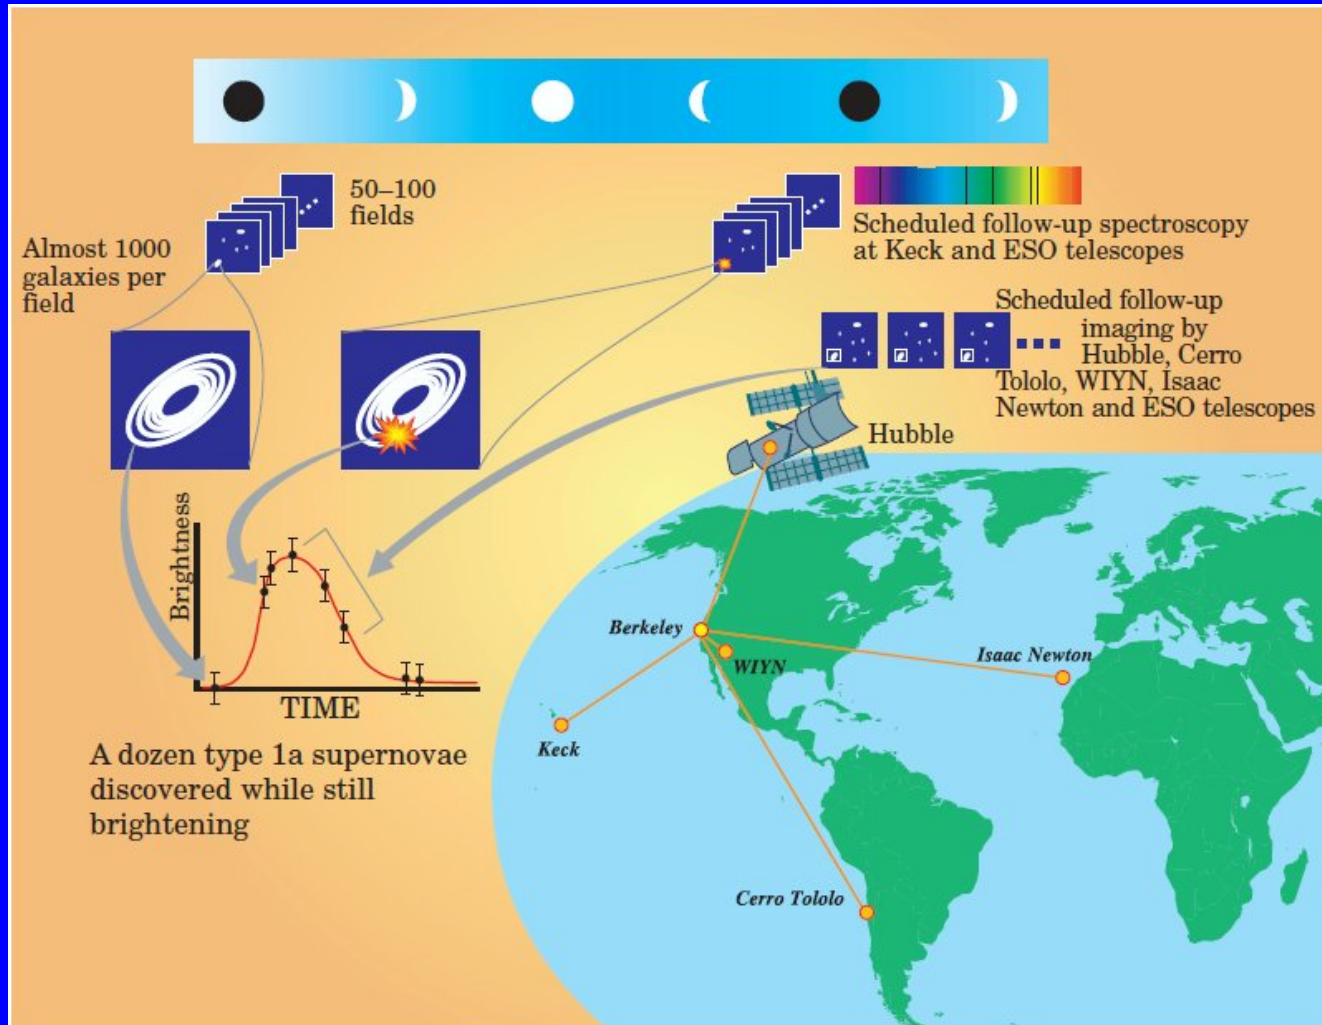 50–100
fields
Almost 1000
galaxies per
field
Scheduled follow-up spectroscopy
at Keck and ESO telescopes
Scheduled follow-up
imaging by
Hubble, Cerro
Tololo, WIYN, Isaac
Newton and ESO telescopes
Hubble
Brightness
TIME
A dozen type 1a supernovae
discovered while still
brightening
Berkeley
WIYN
Isaac Newton
Keck
Cerro Tololo